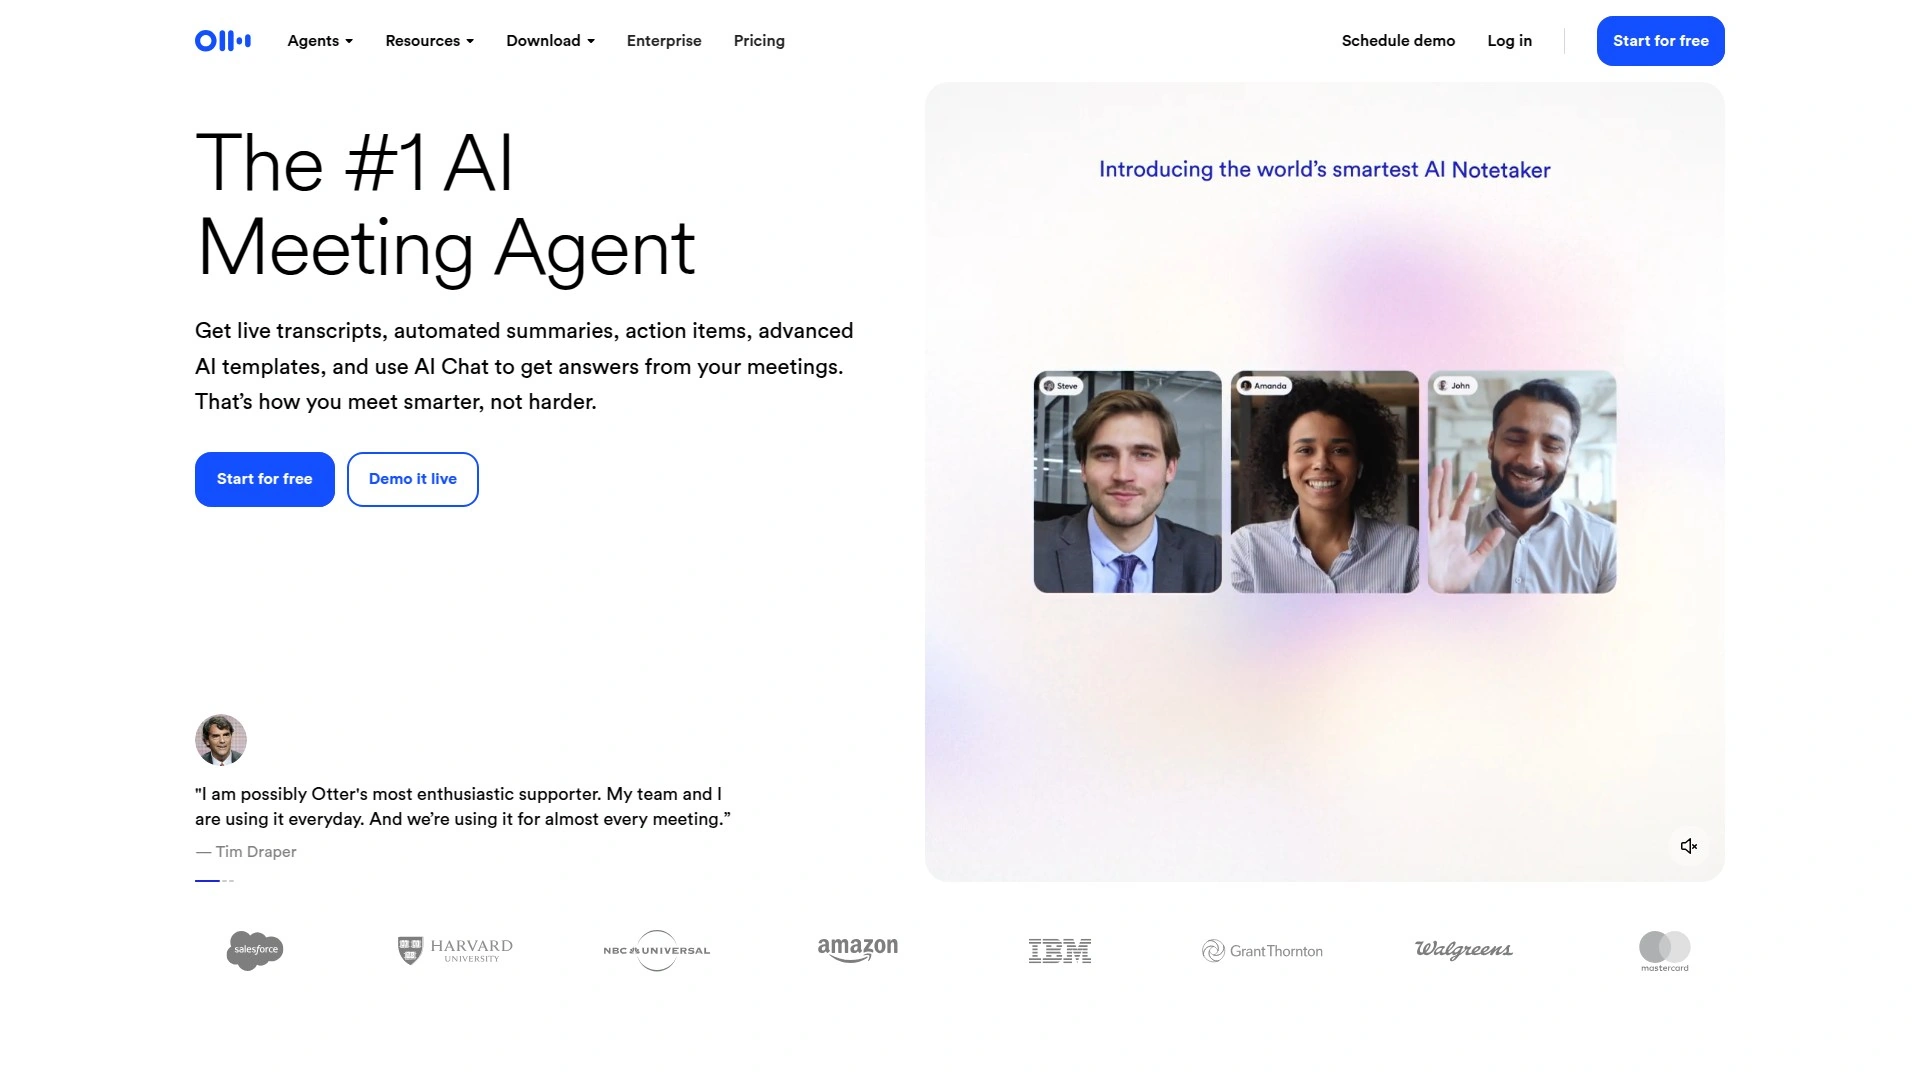 Agents
Resources
Download
Enterprise
Pricing
Schedule demo
Log in
Start for free
The #1 AI
Meeting Agent
Get live transcripts, automated summaries, action items, advanced
AI templates, and use AI Chat to get answers from your meetings.
That’s how you meet smarter, not harder.
Start for free
Demo it live
Introducing the world’s smartest AI Notetaker
Steve
Amanda
John
"I am possibly Otter's most enthusiastic supporter. My team and I
are using it everyday. And we’re using it for almost every meeting.”
— Tim Draper
salesforce
HARVARD
UNIVERSITY
NBC UNIVERSAL
amazon
IBM
GrantThornton
Walgreens
mastercard